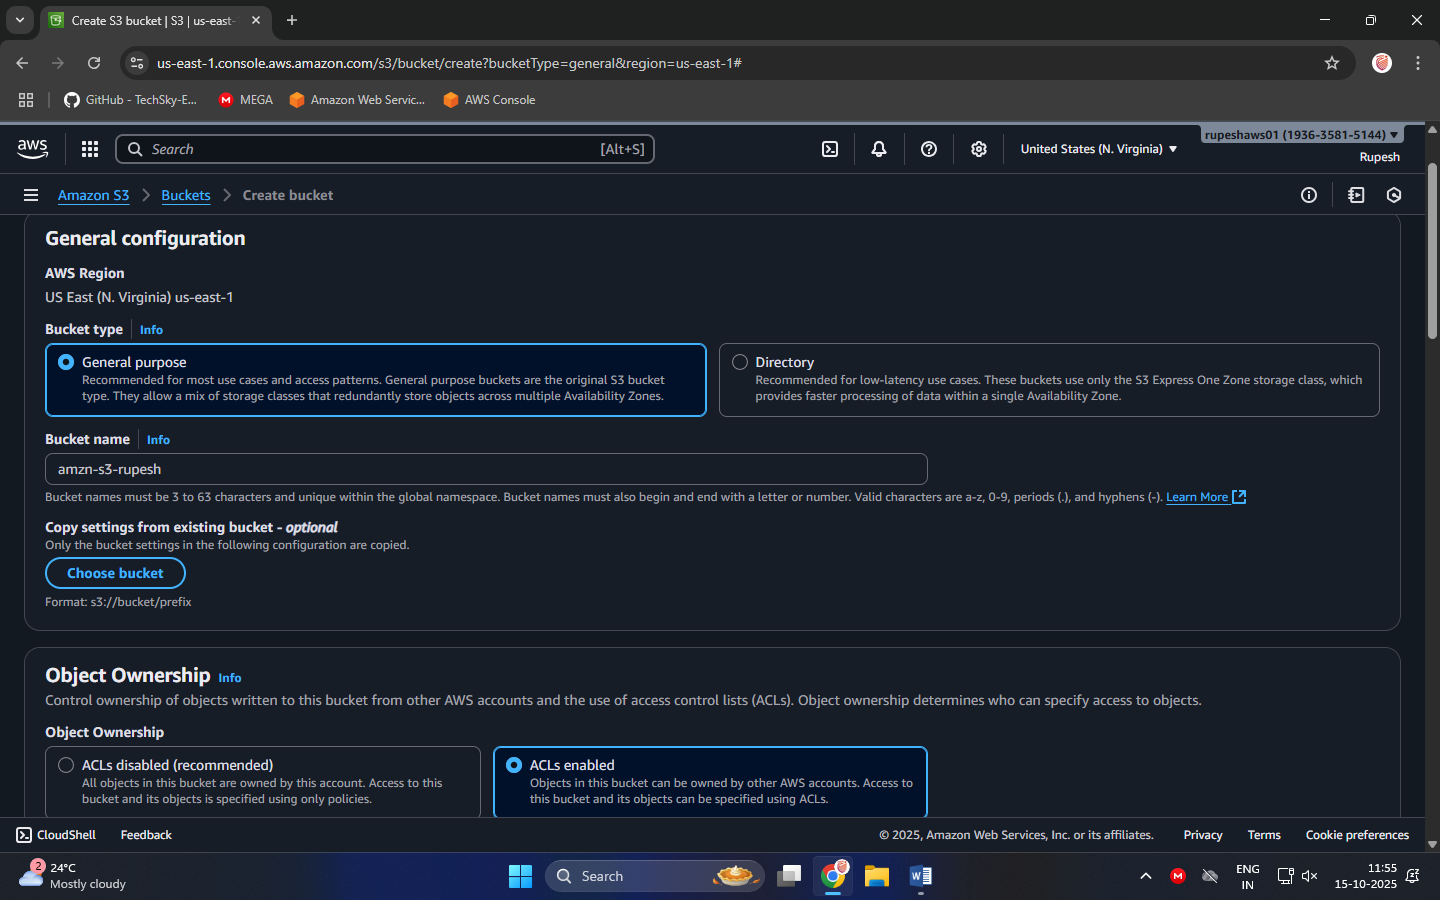 Create S3 bucket | S3 | us-east-
us-east-1.console.aws.amazon.com/s3/bucket/create?bucketType=general&region=us-east-1#
GitHub - TechSky-E...
MEGA
Amazon Web Servic...
AWS Console
aws
Search
[Alt+S]
United States (N. Virginia)
rupeshaws01 (1936-3581-5144)
Rupesh
Amazon S3
Buckets
Create bucket
General configuration
AWS Region
US East (N. Virginia) us-east-1
Bucket type
Info
General purpose
Recommended for most use cases and access patterns. General purpose buckets are the original S3 bucket
type. They allow a mix of storage classes that redundantly store objects across multiple Availability Zones.
Directory
Recommended for low-latency use cases. These buckets use only the S3 Express One Zone storage class, which
provides faster processing of data within a single Availability Zone.
Bucket name
Info
amzn-s3-rupesh
Bucket names must be 3 to 63 characters and unique within the global namespace. Bucket names must also begin and end with a letter or number. Valid characters are a-z, 0-9, periods (.), and hyphens (-). Learn More
Copy settings from existing bucket - optional
Only the bucket settings in the following configuration are copied.
Choose bucket
Format: s3://bucket/prefix
Object Ownership
Info
Control ownership of objects written to this bucket from other AWS accounts and the use of access control lists (ACLs). Object ownership determines who can specify access to objects.
Object Ownership
ACLs disabled (recommended)
All objects in this bucket are owned by this account. Access to this
bucket and its objects is specified using only policies.
ACLs enabled
Objects in this bucket can be owned by other AWS accounts. Access to
this bucket and its objects can be specified using ACLs.
CloudShell
Feedback
© 2025, Amazon Web Services, Inc. or its affiliates.
Privacy
Terms
Cookie preferences
2
24°C
Mostly cloudy
Search
ENG
IN
11:55
15-10-2025